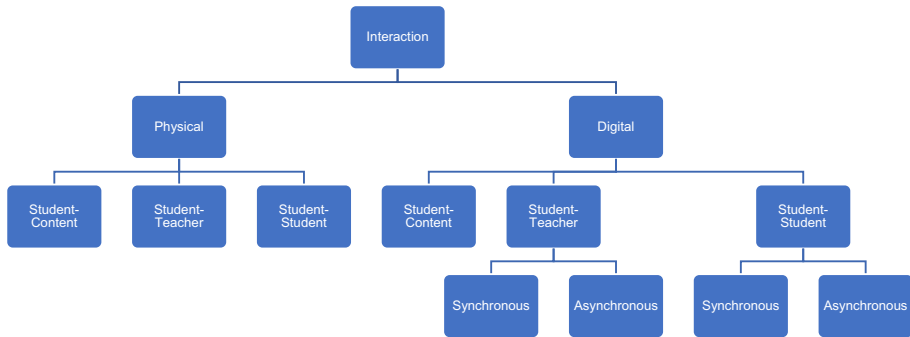 Interaction
Physical
Digital
Student-
Content
Student-
Teacher
Student-
Student
Student-
Content
Student-
Teacher
Student-
Student
Synchronous
Asynchronous
Synchronous
Asynchronous